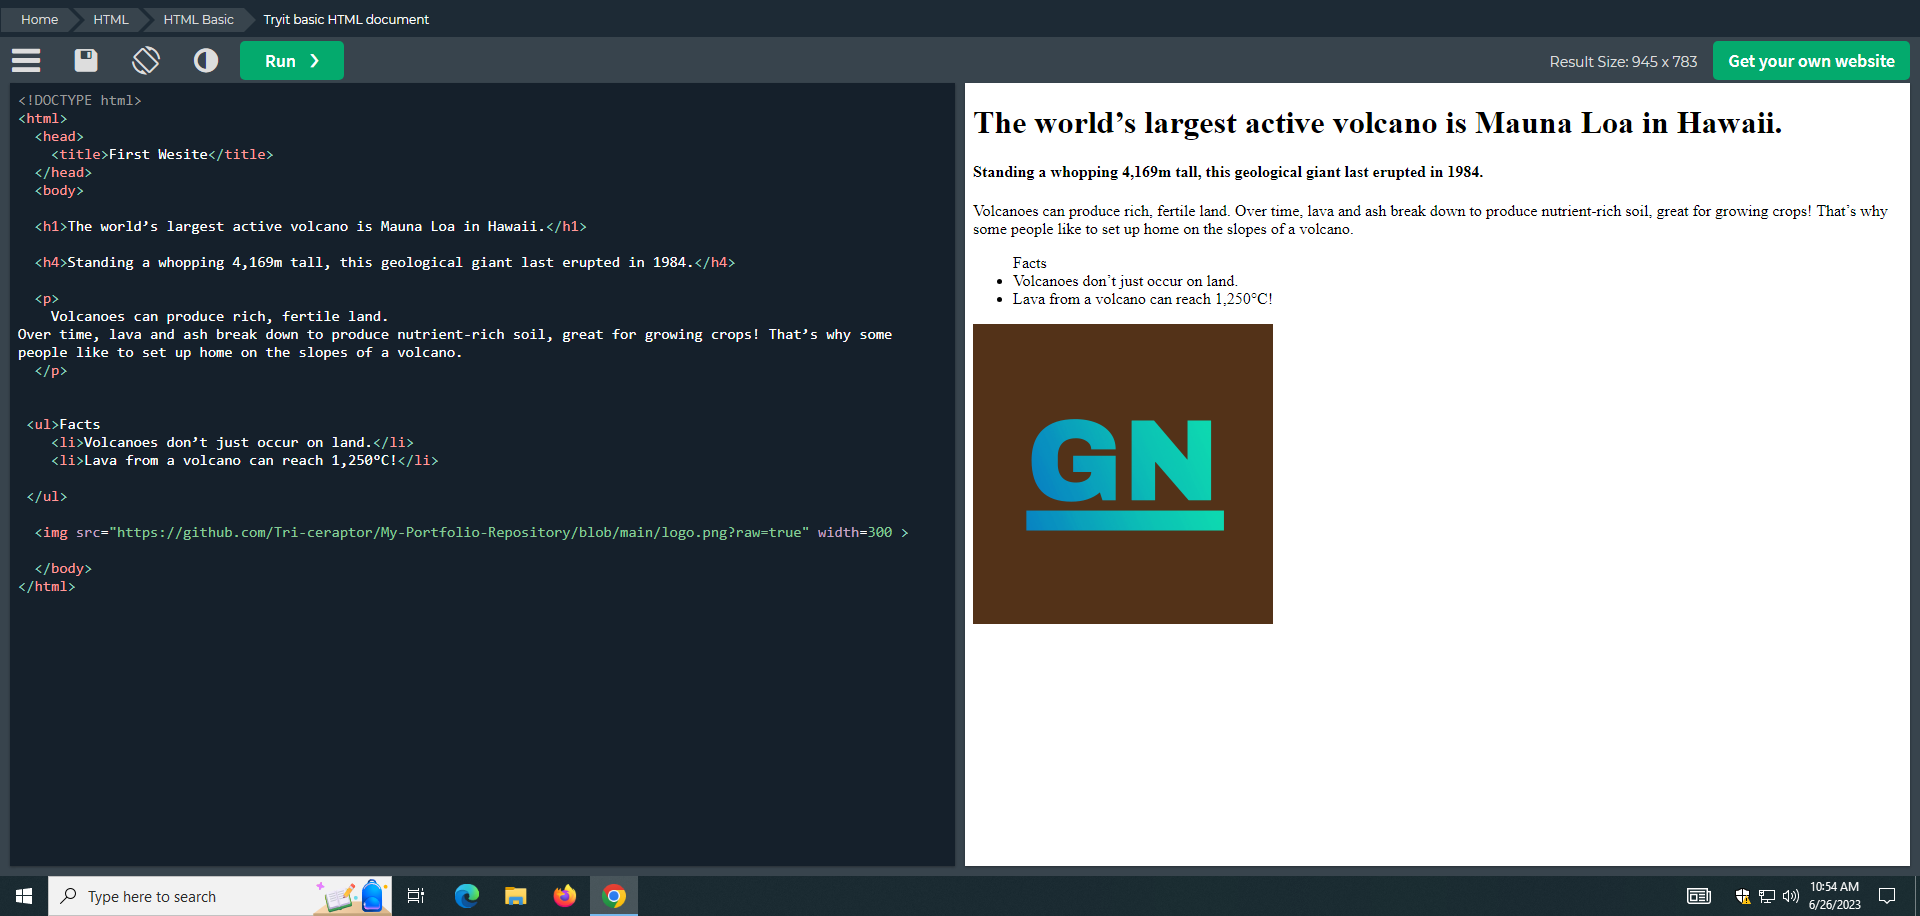 Home HTML HTML Basic Tryit basic HTML document
Run ❯ Result Size: 945 x 783 Get your own website
<!DOCTYPE html>
<html>
<head>
<title>First Wesite</title>
</head>
<body>
<h1>The world’s largest active volcano is Mauna Loa in Hawaii.</h1>
<h4>Standing a whopping 4,169m tall, this geological giant last erupted in 1984.</h4>
<p>
Volcanoes can produce rich, fertile land.
Over time, lava and ash break down to produce nutrient-rich soil, great for growing crops! That’s why some
people like to set up home on the slopes of a volcano.
</p>
<ul>Facts
<li>Volcanoes don’t just occur on land.</li>
<li>Lava from a volcano can reach 1,250°C!</li>
</ul>
<img src="https://github.com/Tri-ceraptor/My-Portfolio-Repository/blob/main/logo.png?raw=true" width=300 >
</body>
</html>
The world’s largest active volcano is Mauna Loa in Hawaii.
Standing a whopping 4,169m tall, this geological giant last erupted in 1984.
Volcanoes can produce rich, fertile land. Over time, lava and ash break down to produce nutrient-rich soil, great for growing crops! That’s why
some people like to set up home on the slopes of a volcano.
Facts
• Volcanoes don’t just occur on land.
• Lava from a volcano can reach 1,250°C!
GN
Type here to search
10:54 AM
6/26/2023